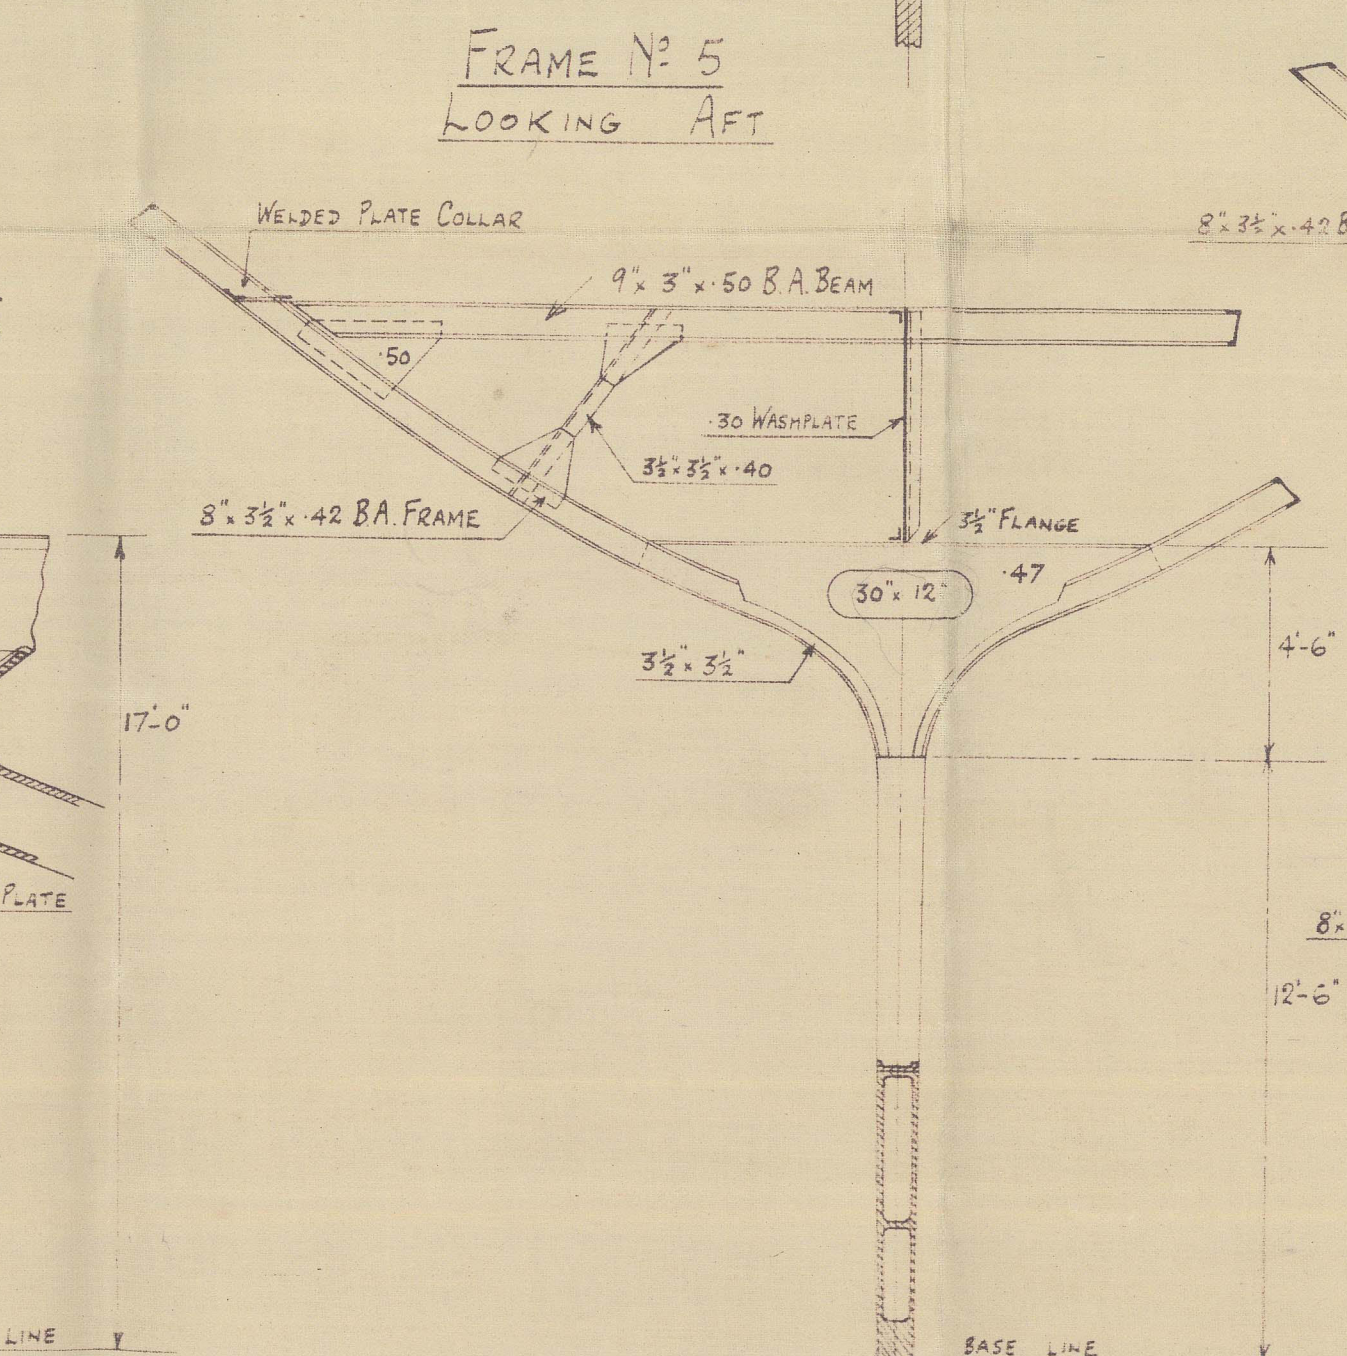 FRAME Nº 5
LOOKING AFT
WELDED PLATE COLLAR
8"x 3½"x ·42 B
9"x 3"x ·50 B.A. BEAM
·50
·30 WASHPLATE
3½"x 3½"x ·40
8"x 3½"x ·42 B.A. FRAME
3½" FLANGE
·47
30"x 12"
3½"x 3½"
4'-6"
17'-0"
PLATE
8"x
12'-6"
LINE
BASE LINE